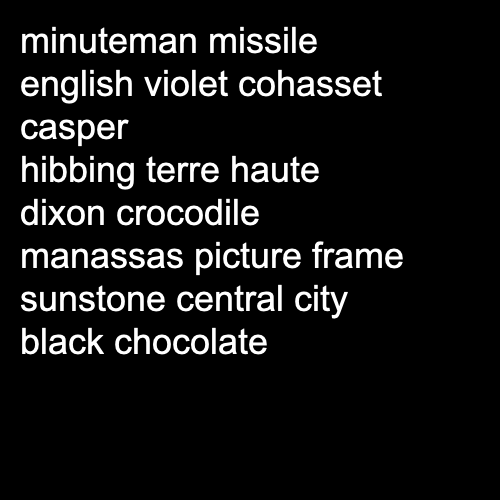 minuteman missile
english violet cohasset
casper
hibbing terre haute
dixon crocodile
manassas picture frame
sunstone central city
black chocolate